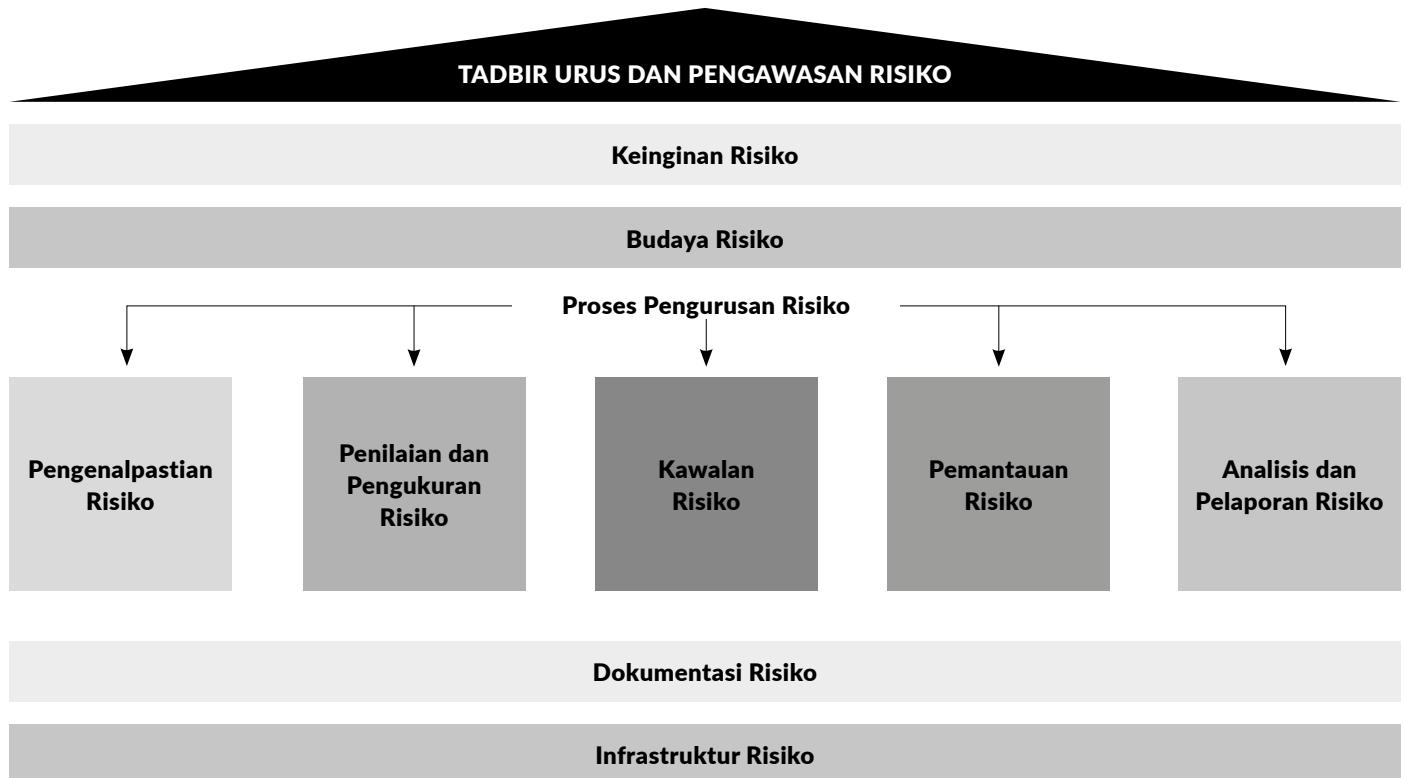 TADBIR URUS DAN PENGAWASAN RISIKO
Keinginan Risiko
Budaya Risiko
Proses Pengurusan Risiko
Pengenalpastian
Risiko
Penilaian dan
Pengukuran
Risiko
Kawalan
Risiko
Pemantauan
Risiko
Analisis dan
Pelaporan Risiko
Dokumentasi Risiko
Infrastruktur Risiko